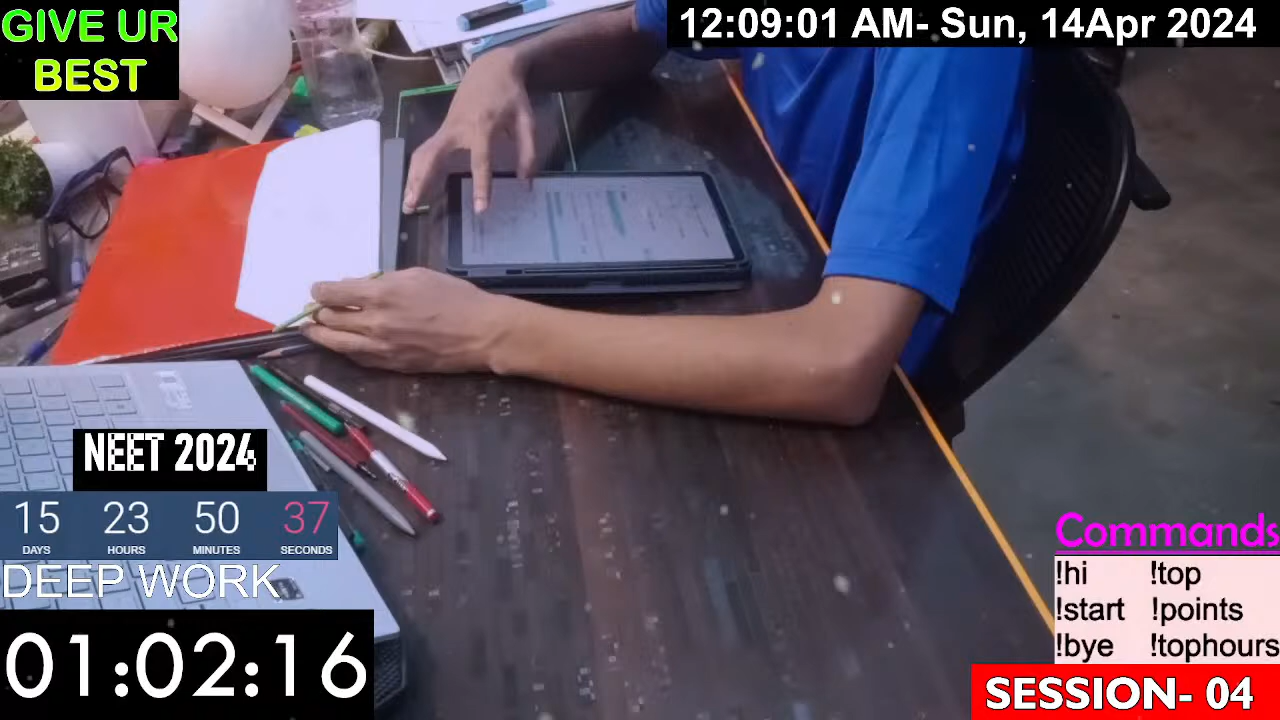 GIVE UR
BEST
12:09:01 AM- Sun, 14Apr 2024
NEET 2024
15 23 50 37
DAYS HOURS MINUTES SECONDS
DEEP WORK
01:02:16
Commands
!hi !top
!start !points
!bye !tophours
SESSION- 04